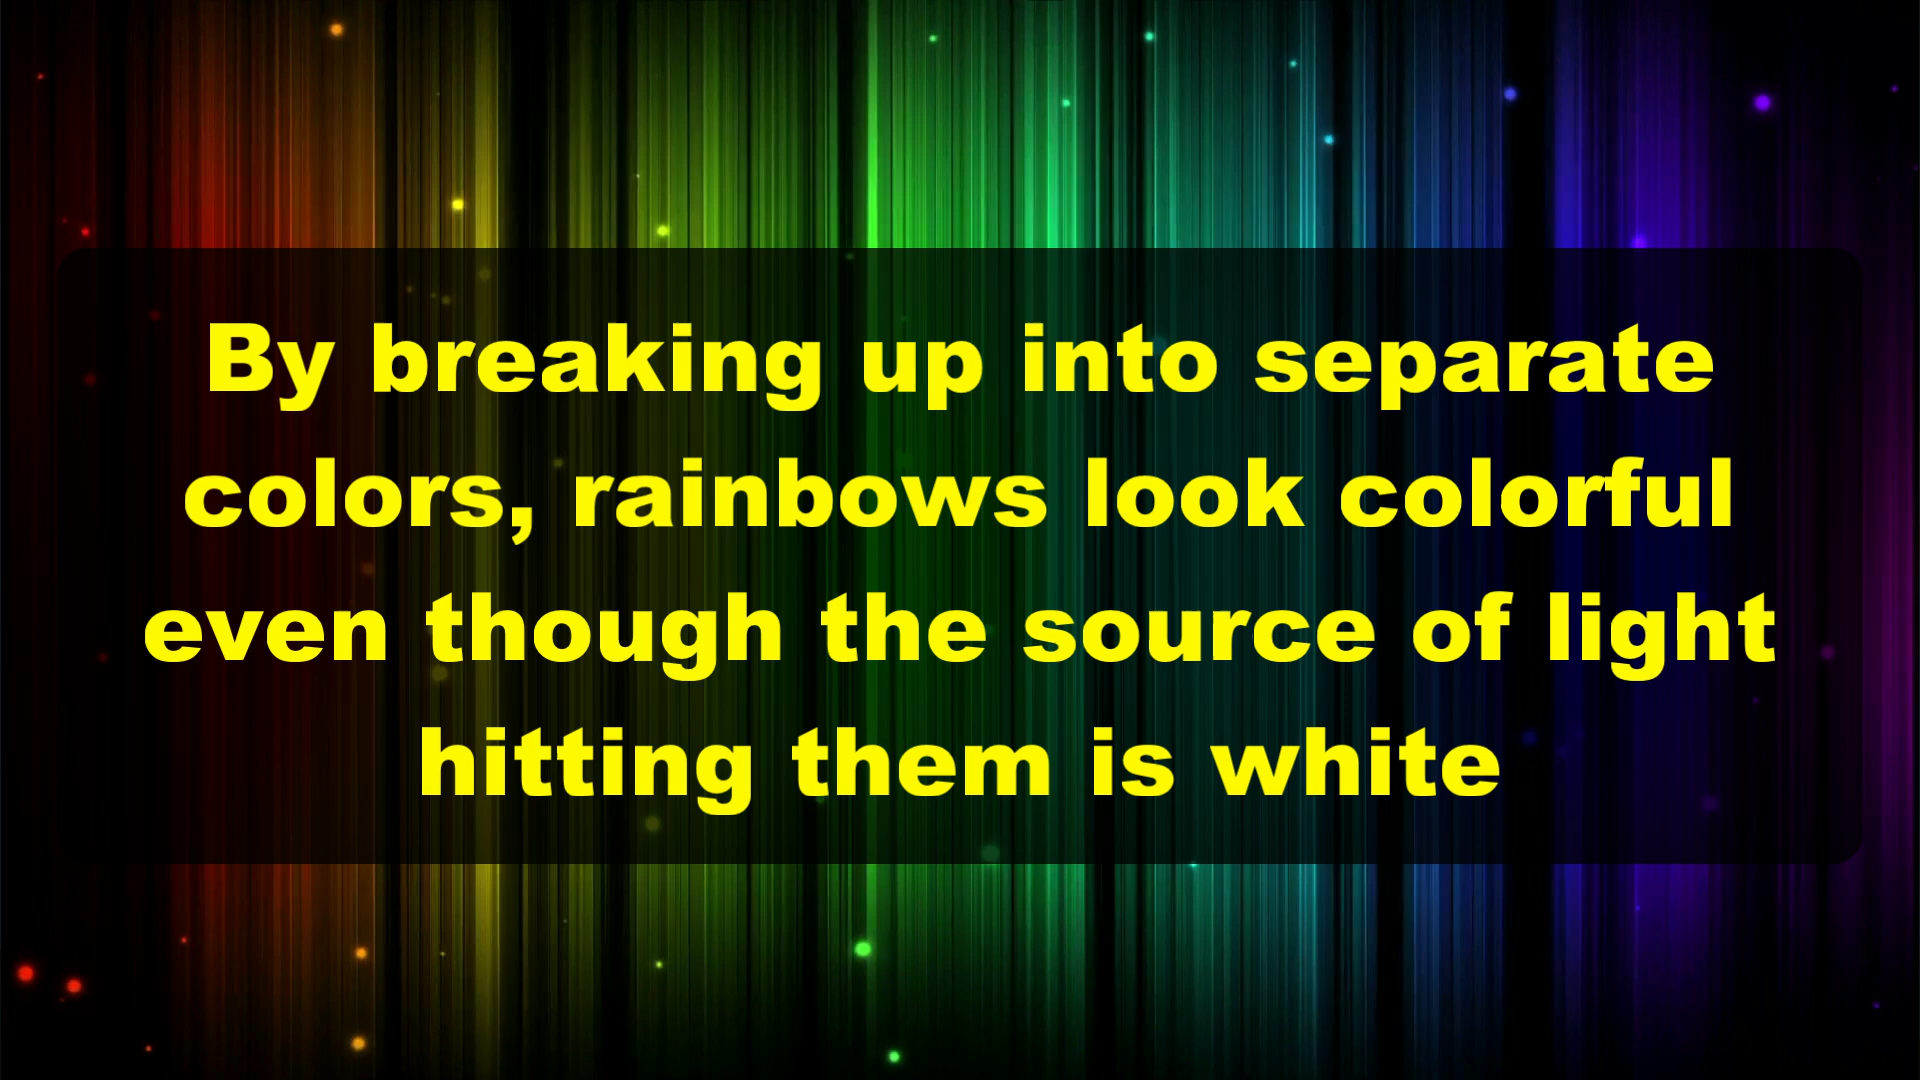 By breaking up into separate
colors, rainbows look colorful
even though the source of light
hitting them is white